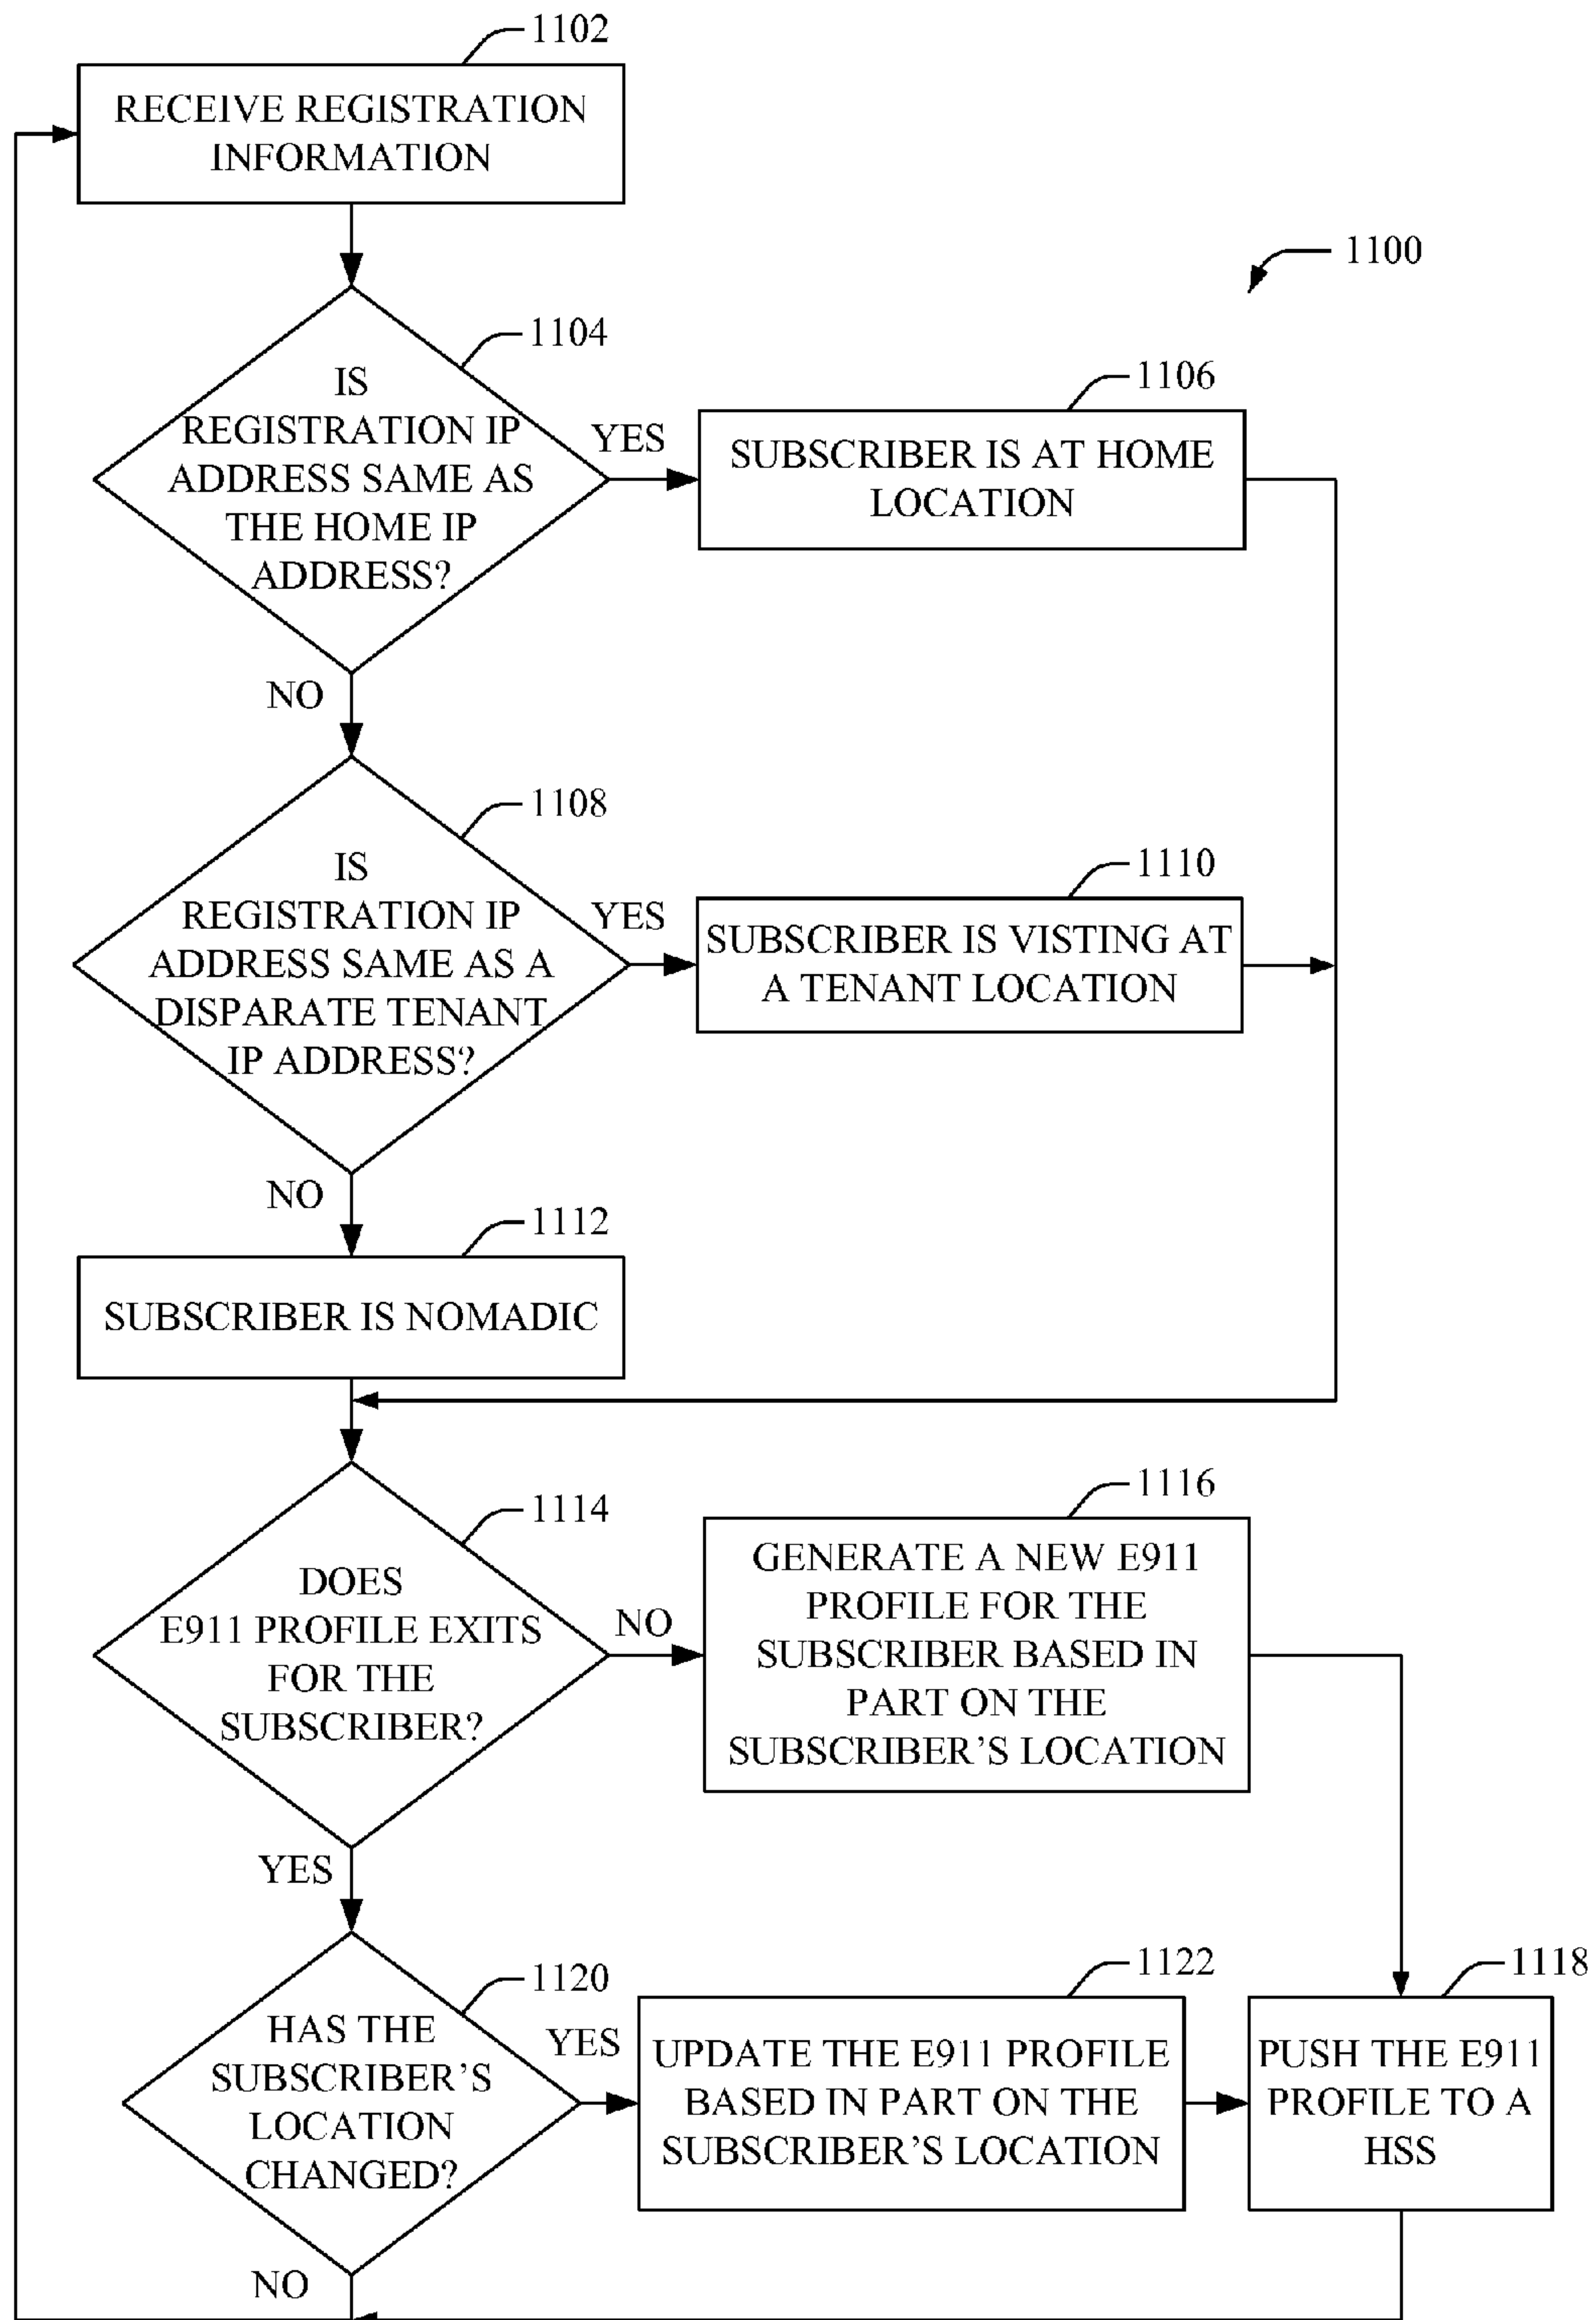 1102
RECEIVE REGISTRATION
INFORMATION
1100
1104
IS
REGISTRATION IP
ADDRESS SAME AS
THE HOME IP
ADDRESS?
YES
1106
SUBSCRIBER IS AT HOME
LOCATION
NO
1108
IS
REGISTRATION IP
ADDRESS SAME AS A
DISPARATE TENANT
IP ADDRESS?
YES
1110
SUBSCRIBER IS VISTING AT
A TENANT LOCATION
NO
1112
SUBSCRIBER IS NOMADIC
1114
DOES
E911 PROFILE EXITS
FOR THE
SUBSCRIBER?
NO
1116
GENERATE A NEW E911
PROFILE FOR THE
SUBSCRIBER BASED IN
PART ON THE
SUBSCRIBER’S LOCATION
YES
1120
HAS THE
SUBSCRIBER’S
LOCATION
CHANGED?
YES
1122
UPDATE THE E911 PROFILE
BASED IN PART ON THE
SUBSCRIBER’S LOCATION
1118
PUSH THE E911
PROFILE TO A
HSS
NO